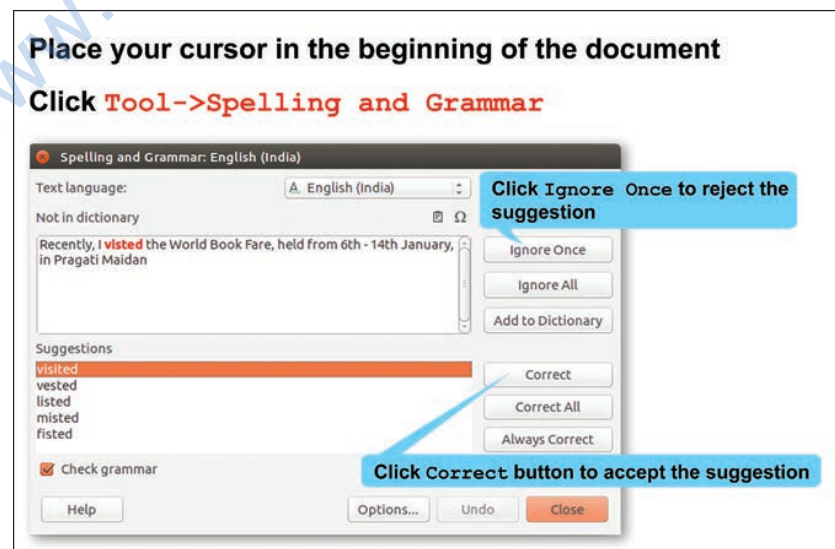 www.
Place your cursor in the beginning of the document
Click Tool->Spelling and Grammar
Spelling and Grammar: English (India)
Text language:
A English (India)
Click Ignore Once to reject the
suggestion
Not in dictionary
Ω
Recently, I visted the World Book Fare, held from 6th - 14th January,
in Pragati Maidan
Ignore Once
Ignore All
Add to Dictionary
Suggestions
visited
vested
listed
misted
fisted
Correct
Correct All
Always Correct
Check grammar
Click Correct button to accept the suggestion
Help
Options...
Undo
Close